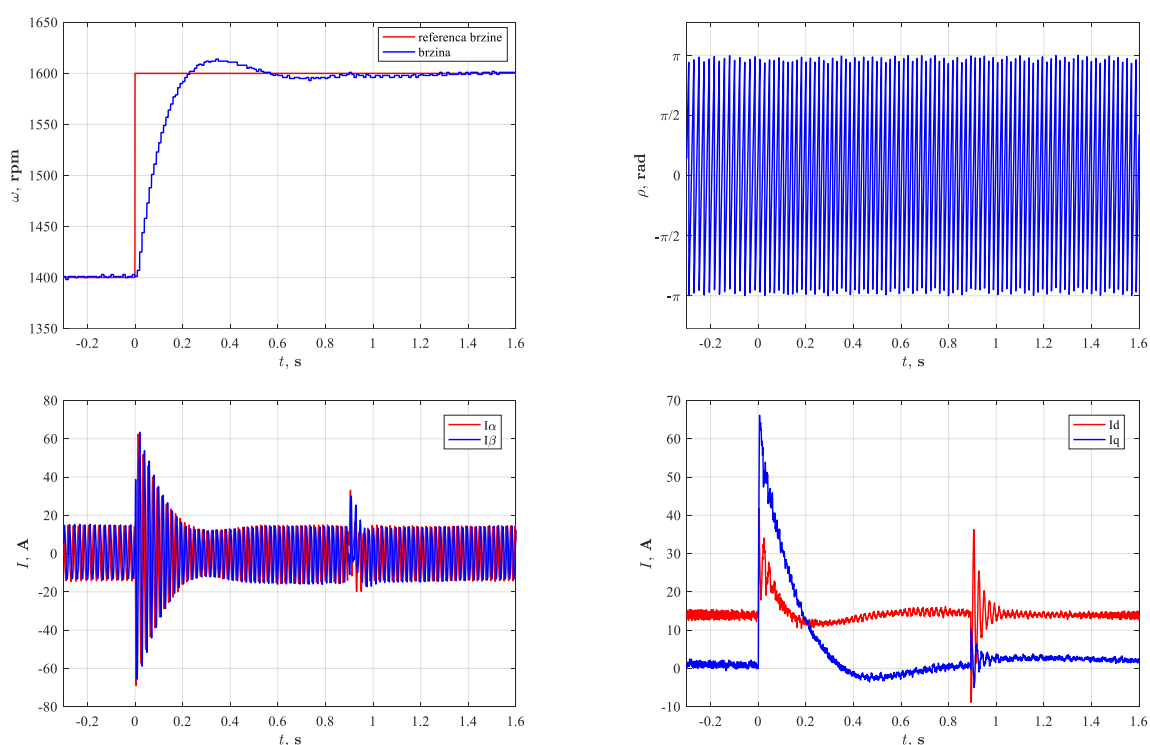 1650
1600
1550
1500
1450
1400
1350
ω, rpm
referenca brzine
brzina
-0.2 0 0.2 0.4 0.6 0.8 1 1.2 1.4 1.6
t, s
π
π/2
0
-π/2
-π
ρ, rad
-0.2 0 0.2 0.4 0.6 0.8 1 1.2 1.4 1.6
t, s
80
60
40
20
0
-20
-40
-60
-80
I, A
Iα
Iβ
-0.2 0 0.2 0.4 0.6 0.8 1 1.2 1.4 1.6
t, s
70
60
50
40
30
20
10
0
-10
I, A
Id
Iq
-0.2 0 0.2 0.4 0.6 0.8 1 1.2 1.4 1.6
t, s